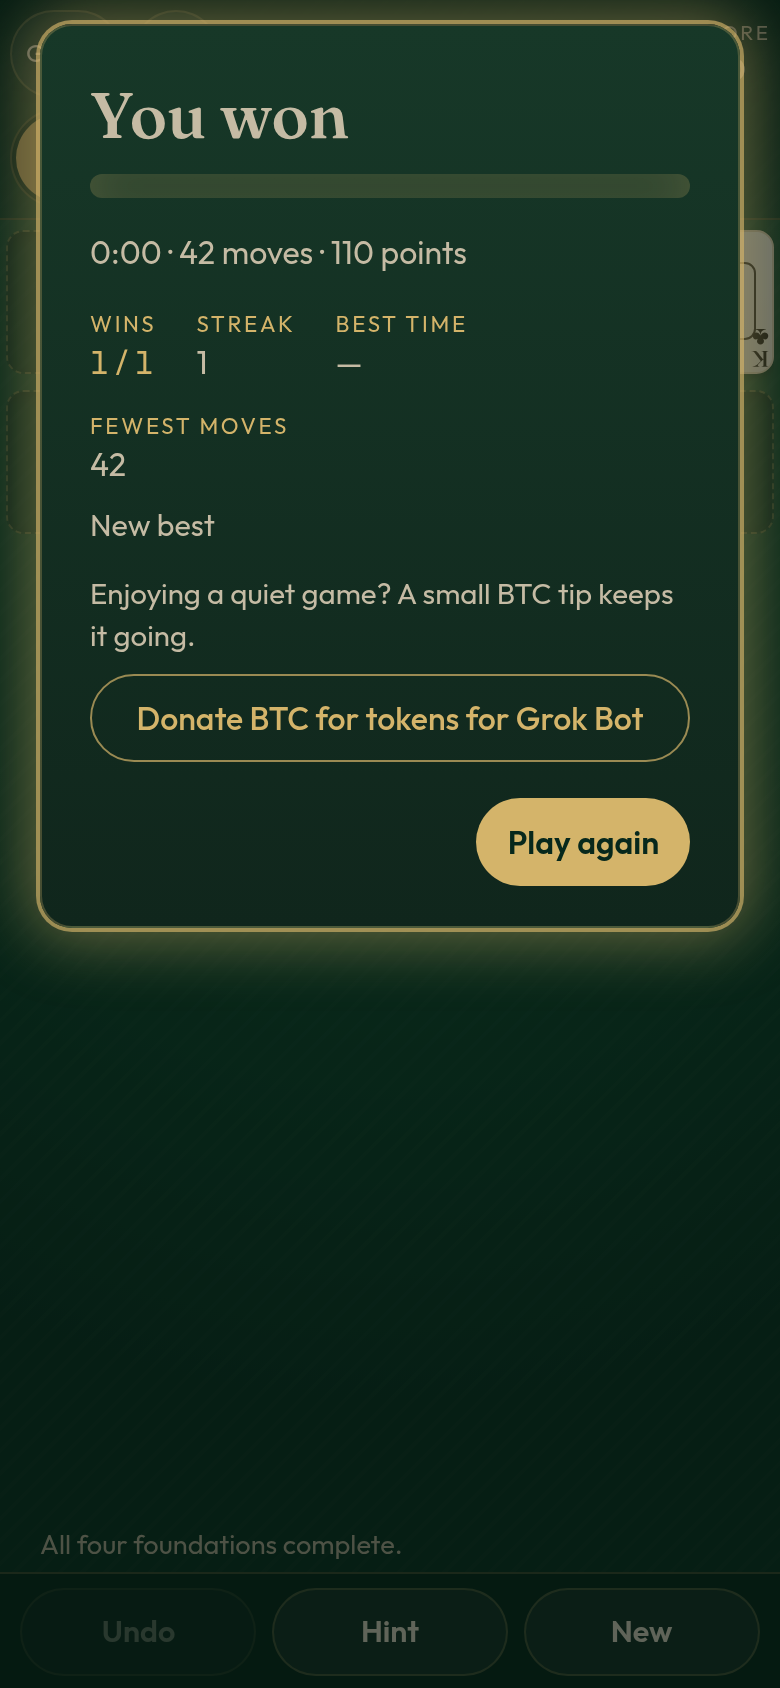 You won
0:00 · 42 moves · 110 points
WINS STREAK BEST TIME
1 / 1 1 —
FEWEST MOVES
42
New best
Enjoying a quiet game? A small BTC tip keeps
it going.
Donate BTC for tokens for Grok Bot
Play again
K
All four foundations complete.
Undo Hint New